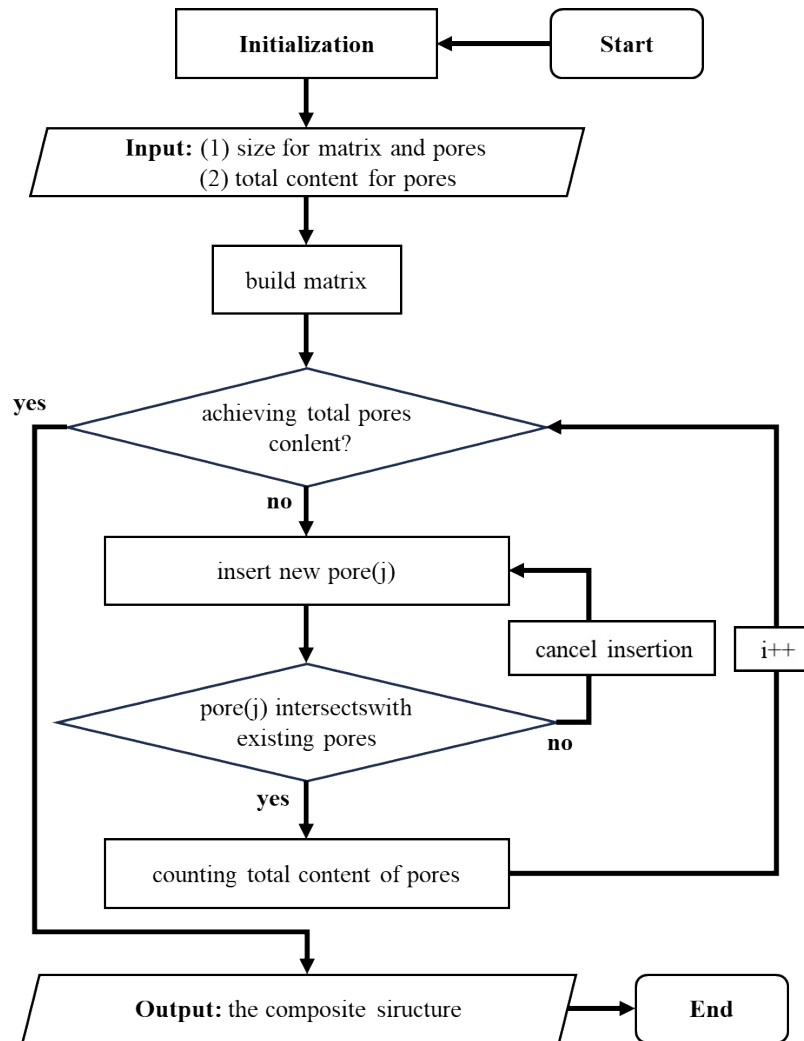 Start
Initialization
Input: (1) size for matrix and pores
(2) total content for pores
build matrix
achieving total pores
conlent?
yes
no
insert new pore(j)
cancel insertion
i++
pore(j) intersectswith
existing pores
no
yes
counting total content of pores
Output: the composite siructure
End